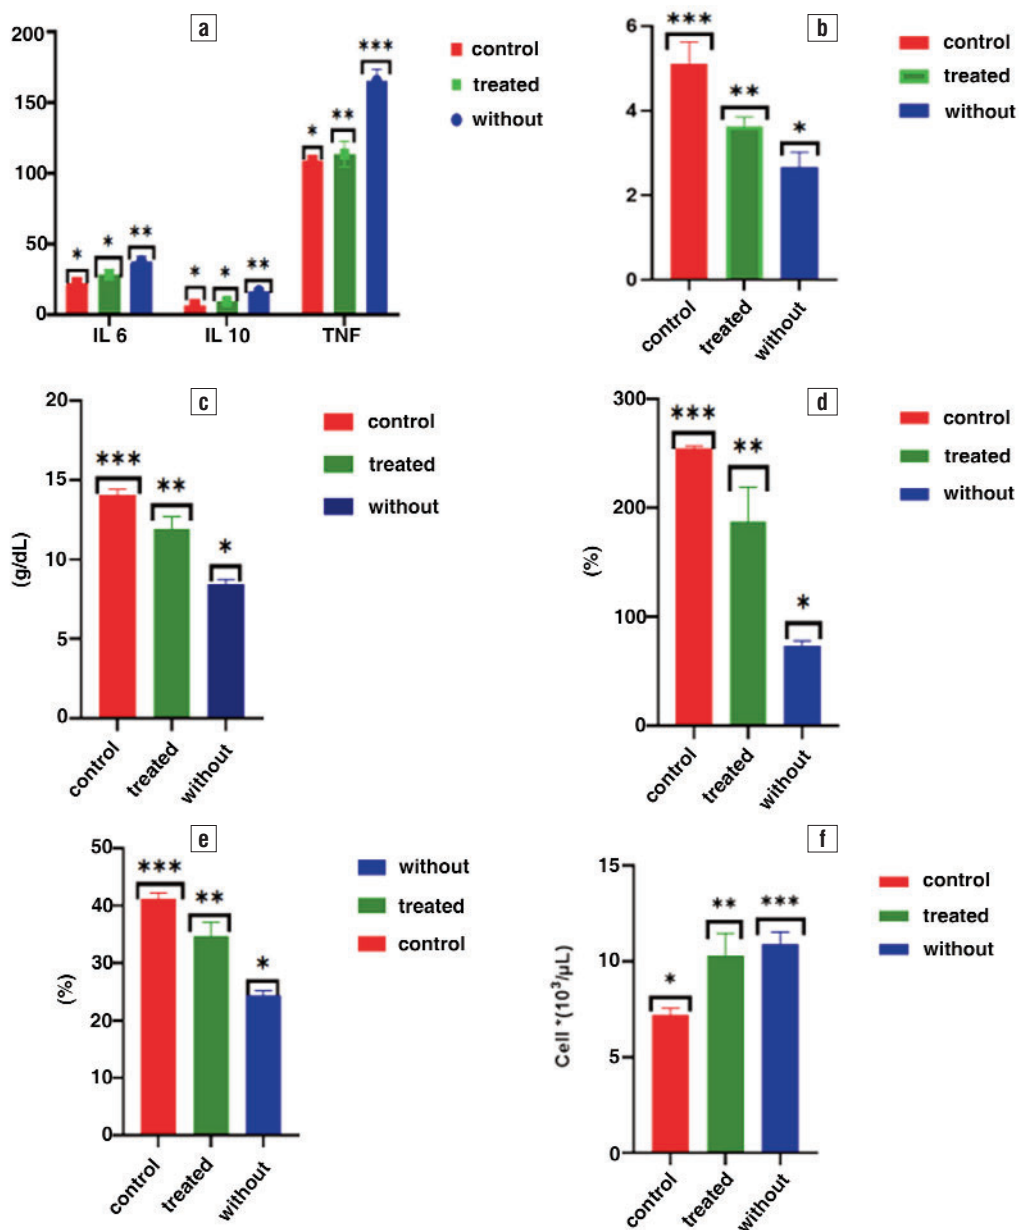 a
200
150
100
50
0
*
*
**
*
*
**
*
**
***
IL 6
IL 10
TNF
control
treated
without
b
6
4
2
0
***
**
*
control
treated
without
control
treated
without
c
20
15
10
5
0
(g/dL)
***
**
*
control
treated
without
control
treated
without
d
300
200
100
0
(%)
***
**
*
control
treated
without
control
treated
without
e
50
40
30
20
10
0
(%)
***
**
*
control
treated
without
without
treated
control
f
15
10
5
0
Cell *(10³/µL)
*
**
***
control
treated
without
control
treated
without